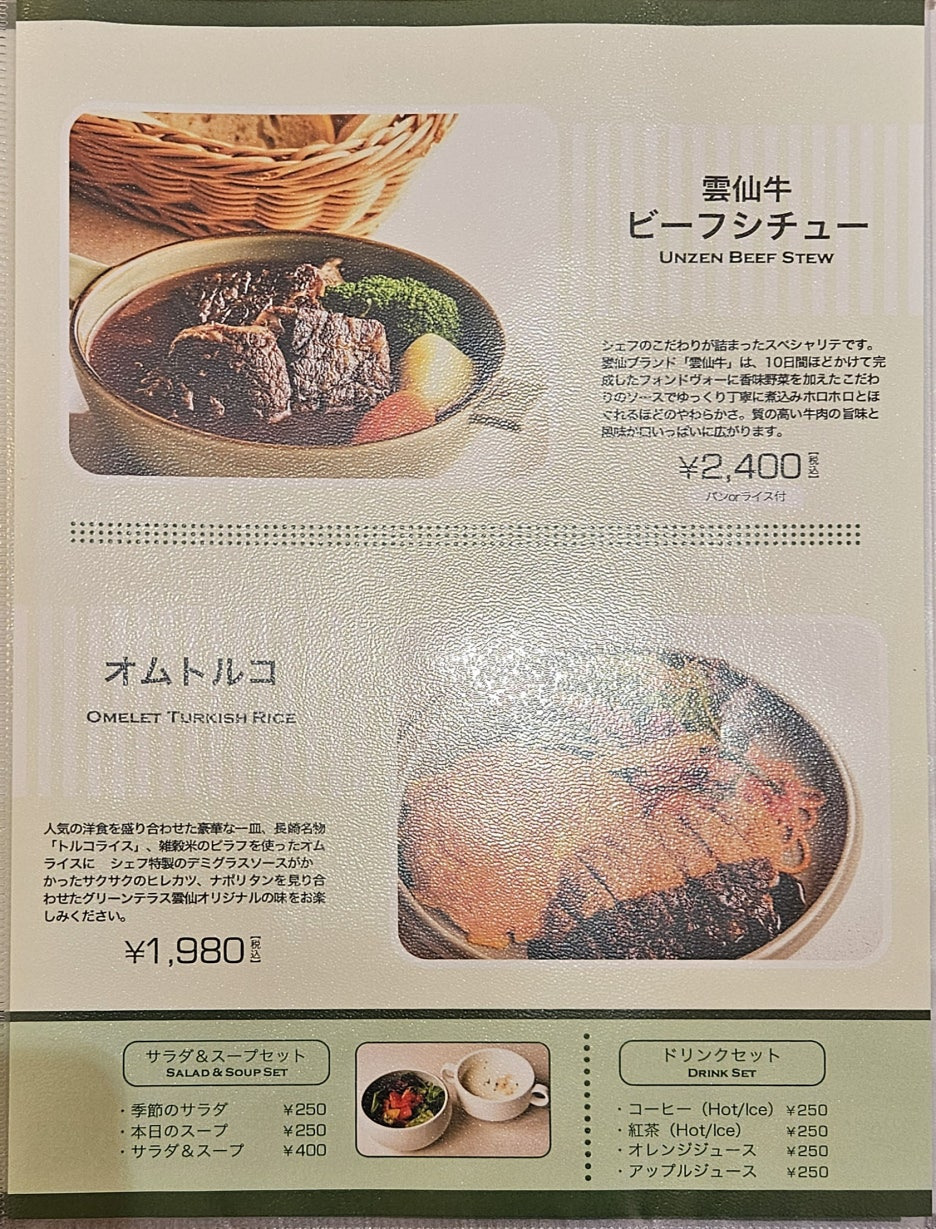 雲仙牛
ビーフシチュー
UNZEN BEEF STEW
シェフのこだわりが詰まったスペシャリテです。
雲仙ブランド「雲仙牛」は、10日間ほどかけて完
成したフォンドヴォーに香味野菜を加えたこだわ
りのソースでゆっくり丁寧に煮込みホロホロとほ
ぐれるほどのやわらかさ。質の高い牛肉の旨味と
風味が口いっぱいに広がります。
¥2,400【税込】
パンorライス付
オムトルコ
OMELET TURKISH RICE
人気の洋食を盛り合わせた豪華な一皿、長崎名物
「トルコライス」、雑穀米のピラフを使ったオム
ライスに　シェフ特製のデミグラスソースがか
かったサクサクのヒレカツ、ナポリタンを見り合
わせたグリーンテラス雲仙オリジナルの味をお楽
しみください。
¥1,980【税込】
サラダ＆スープセット
SALAD & SOUP SET
・季節のサラダ ¥250
・本日のスープ ¥250
・サラダ＆スープ ¥400
ドリンクセット
DRINK SET
・コーヒー（Hot/Ice） ¥250
・紅茶（Hot/Ice） ¥250
・オレンジジュース ¥250
・アップルジュース ¥250